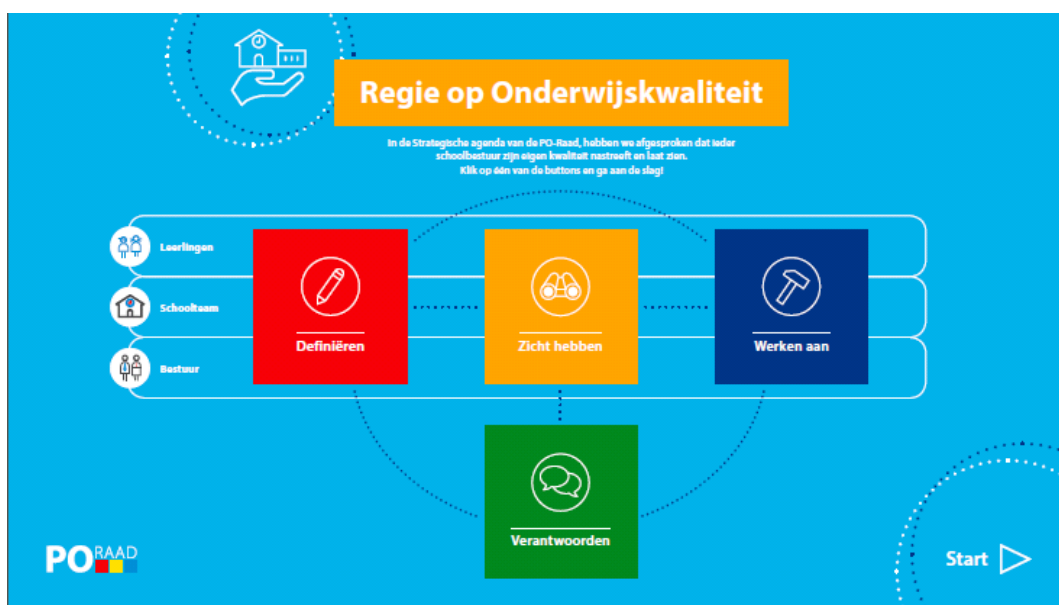 Regie op Onderwijskwaliteit
In de Strategische agenda van de PO-Raad, hebben we afgesproken dat ieder
schoolbestuur zijn eigen kwaliteit nastreeft en laat zien.
Klik op één van de buttons en ga aan de slag!
Leerlingen
Schoolteam
Bestuur
Definiëren
Zicht hebben
Werken aan
Verantwoorden
PO RAAD
Start